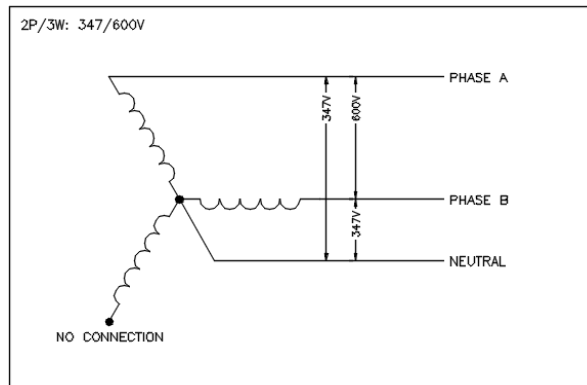 2P/3W: 347/600V
PHASE A
347V
600V
PHASE B
347V
NEUTRAL
NO CONNECTION